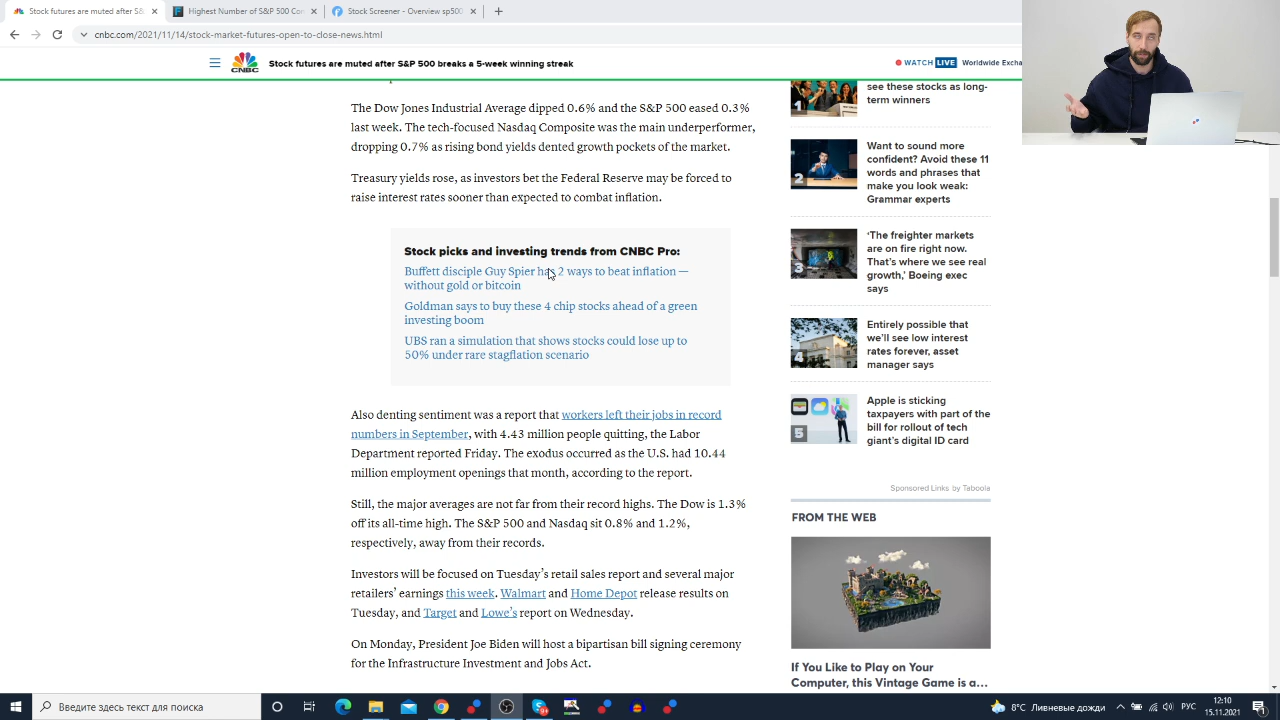 Stock futures are muted after S&P
Highest Number of S&P 500 Com
Stock Screener - Overview sp500
cnbc.com/2021/11/14/stock-market-futures-open-to-close-news.html
CNBC
Stock futures are muted after S&P 500 breaks a 5-week winning streak
WATCH LIVE Worldwide Excha
The Dow Jones Industrial Average dipped 0.6% and the S&P 500 eased 0.3%
last week. The tech-focused Nasdaq Composite was the main underperformer,
dropping 0.7% as rising bond yields dented growth pockets of the market.
Treasury yields rose, as investors bet the Federal Reserve may be forced to
raise interest rates sooner than expected to combat inflation.
Stock picks and investing trends from CNBC Pro:
Buffett disciple Guy Spier has 2 ways to beat inflation —
without gold or bitcoin
Goldman says to buy these 4 chip stocks ahead of a green
investing boom
UBS ran a simulation that shows stocks could lose up to
50% under rare stagflation scenario
Also denting sentiment was a report that workers left their jobs in record
numbers in September, with 4.43 million people quitting, the Labor
Department reported Friday. The exodus occurred as the U.S. had 10.44
million employment openings that month, according to the report.
Still, the major averages are not far from their record highs. The Dow is 1.3%
off its all-time high. The S&P 500 and Nasdaq sit 0.8% and 1.2%,
respectively, away from their records.
Investors will be focused on Tuesday's retail sales report and several major
retailers' earnings this week. Walmart and Home Depot release results on
Tuesday, and Target and Lowe's report on Wednesday.
On Monday, President Joe Biden will host a bipartisan bill signing ceremony
for the Infrastructure Investment and Jobs Act.
1
see these stocks as long-
term winners
2
Want to sound more
confident? Avoid these 11
words and phrases that
make you look weak:
Grammar experts
3
‘The freighter markets
are on fire right now.
That's where we see real
growth,' Boeing exec
says
4
Entirely possible that
we'll see low interest
rates forever, asset
manager says
5
Apple is sticking
taxpayers with part of the
bill for rollout of tech
giant's digital ID card
Sponsored Links by Taboola
FROM THE WEB
If You Like to Play on Your
Computer, this Vintage Game is a...
Введите здесь текст для поиска
8°C Ливневые дожди
РУС
12:10
15.11.2021